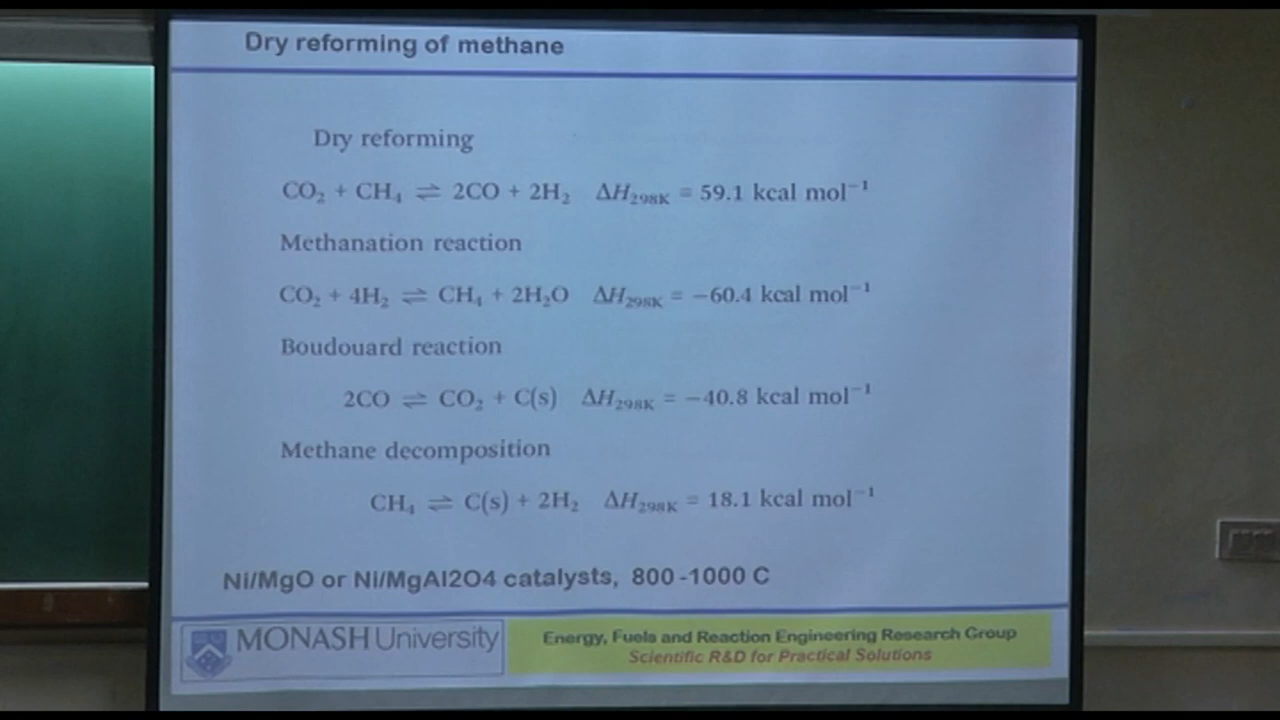 Dry reforming of methane
Dry reforming
CO₂ + CH₄ ⇌ 2CO + 2H₂ ΔH₂₉₈K = 59.1 kcal mol⁻¹
Methanation reaction
CO₂ + 4H₂ ⇌ CH₄ + 2H₂O ΔH₂₉₈K = −60.4 kcal mol⁻¹
Boudouard reaction
2CO ⇌ CO₂ + C(s) ΔH₂₉₈K = −40.8 kcal mol⁻¹
Methane decomposition
CH₄ ⇌ C(s) + 2H₂ ΔH₂₉₈K = 18.1 kcal mol⁻¹
Ni/MgO or Ni/MgAl2O4 catalysts, 800 -1000 C
MONASH University
Energy, Fuels and Reaction Engineering Research Group
Scientific R&D for Practical Solutions